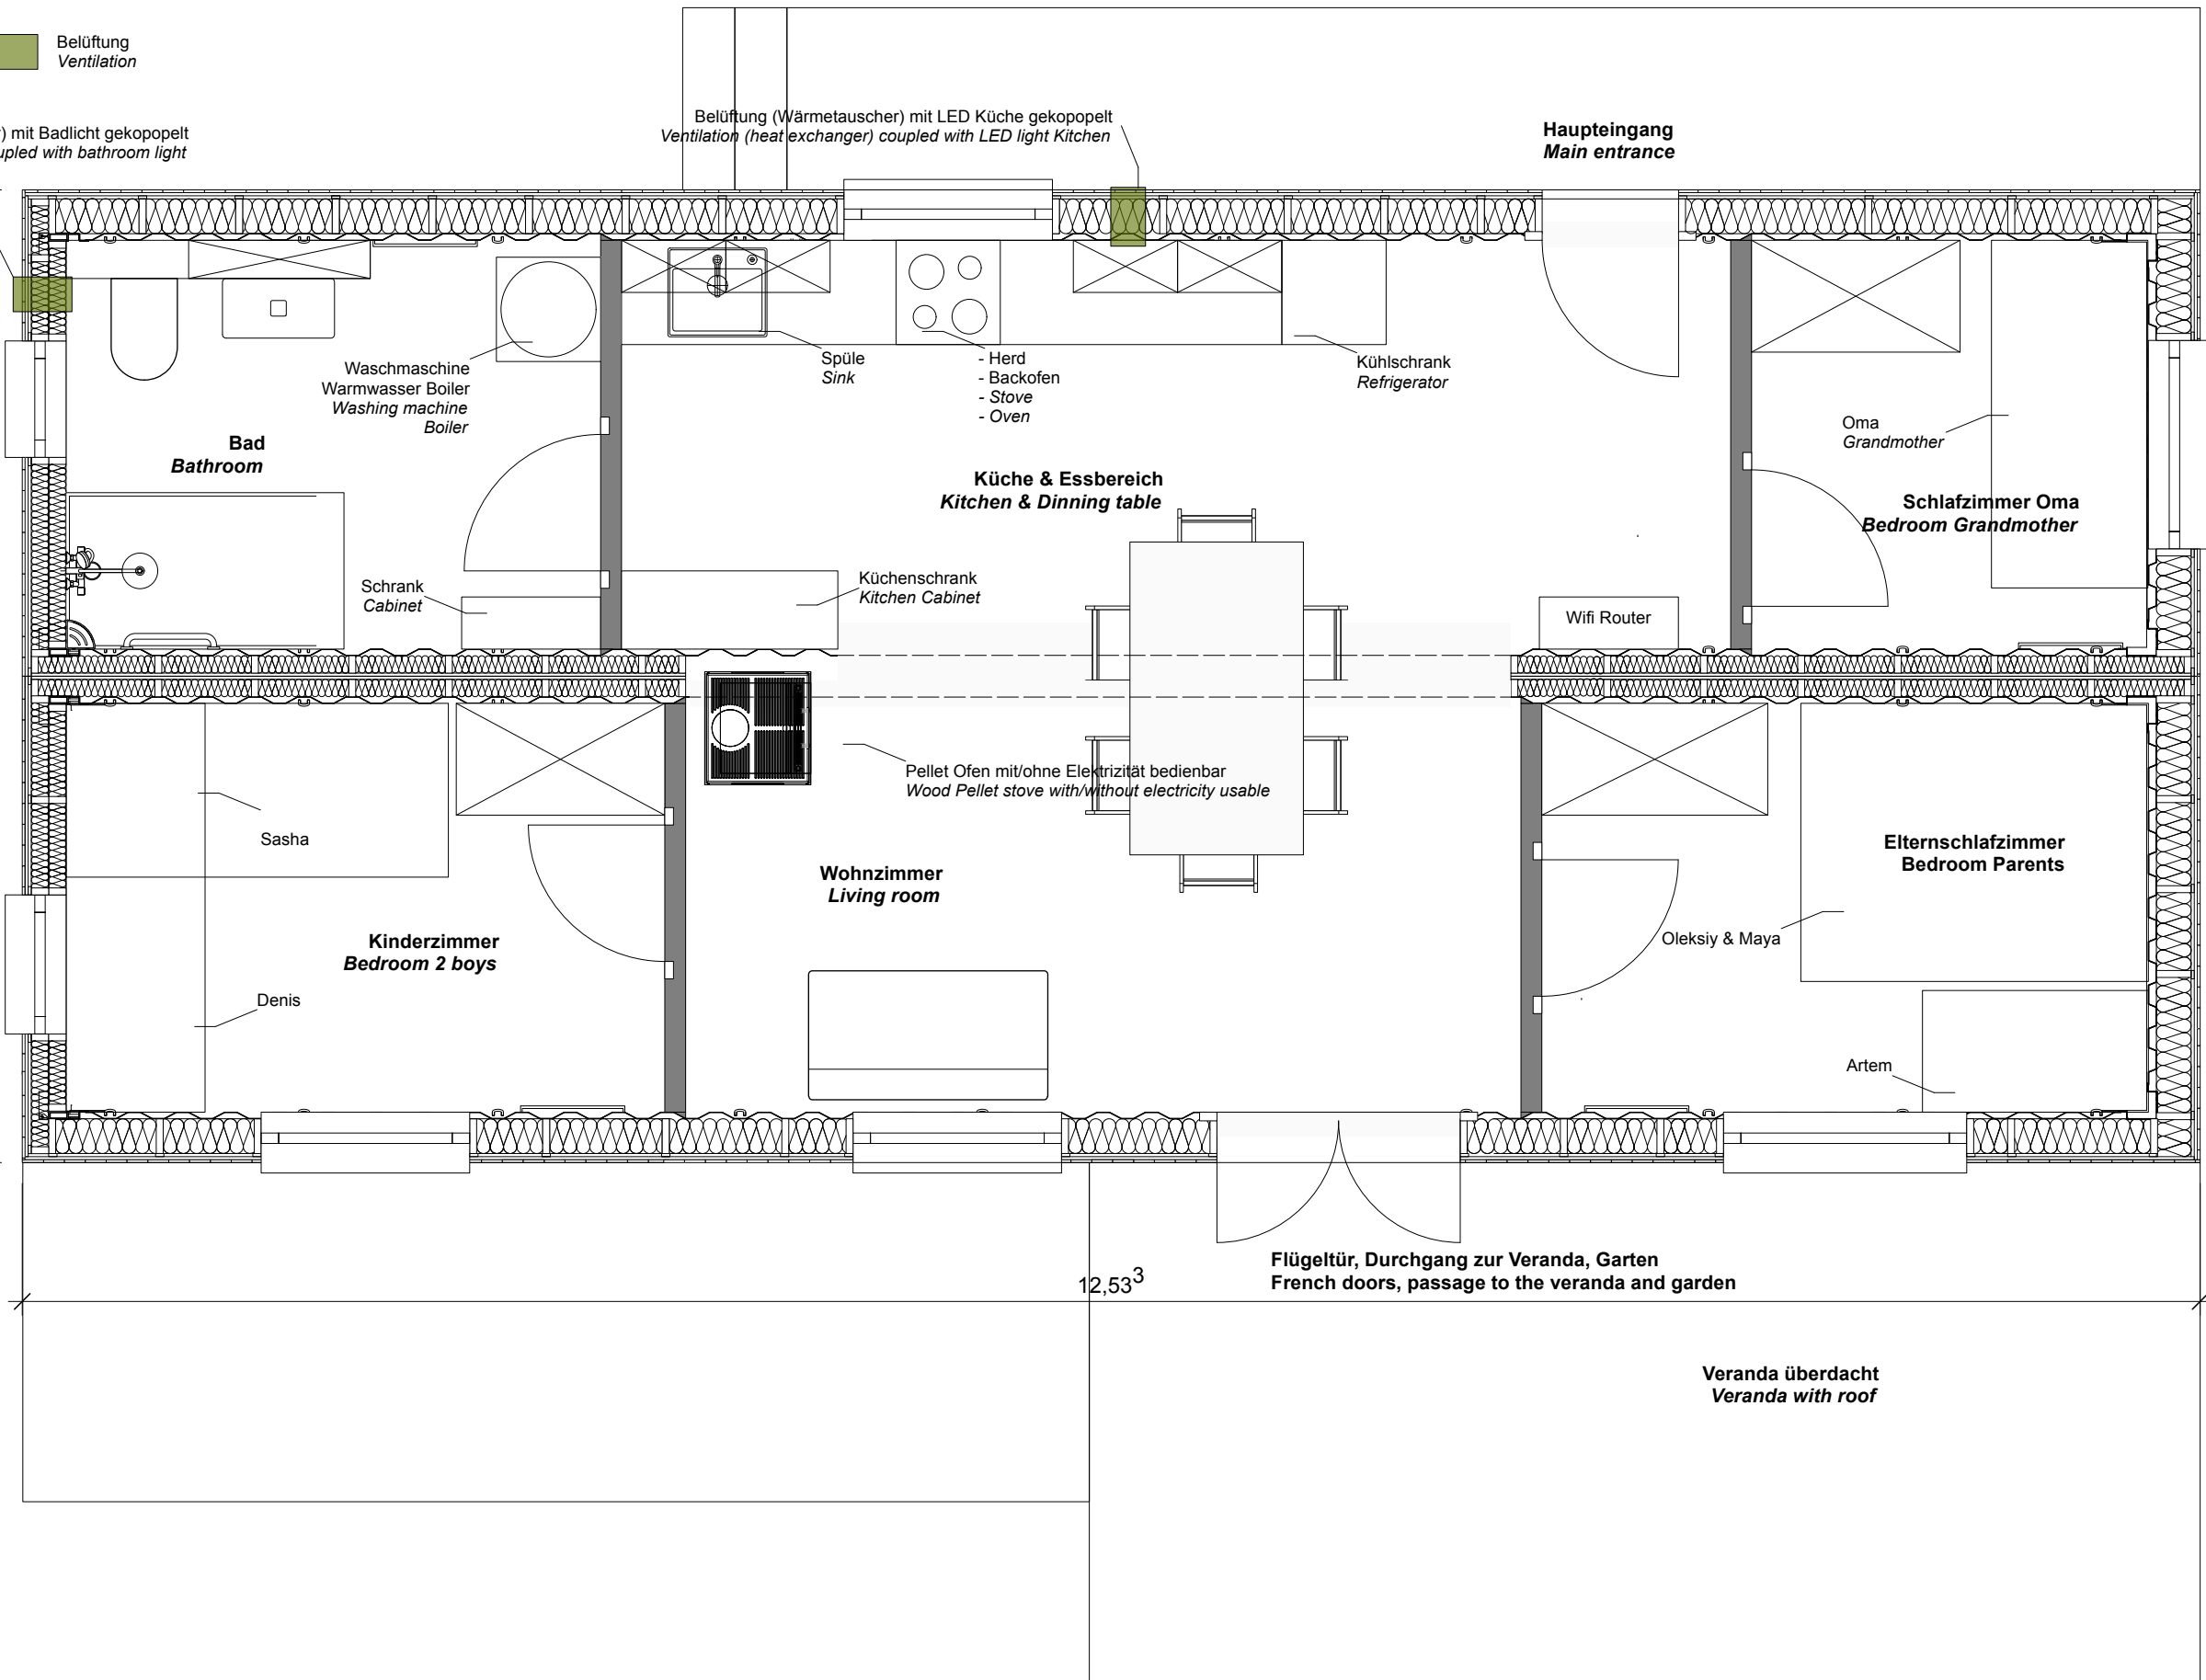 Belüftung
Ventilation
) mit Badlicht gekopopelt
upled with bathroom light
Belüftung (Wärmetauscher) mit LED Küche gekopopelt
Ventilation (heat exchanger) coupled with LED light Kitchen
Haupteingang
Main entrance
Waschmaschine
Warmwasser Boiler
Washing machine
Boiler
Spüle
Sink
- Herd
- Backofen
- Stove
- Oven
Kühlschrank
Refrigerator
Oma
Grandmother
Bad
Bathroom
Küche & Essbereich
Kitchen & Dinning table
Schlafzimmer Oma
Bedroom Grandmother
Schrank
Cabinet
Küchenschrank
Kitchen Cabinet
Wifi Router
Pellet Ofen mit/ohne Elektrizität bedienbar
Wood Pellet stove with/without electricity usable
Sasha
Wohnzimmer
Living room
Elternschlafzimmer
Bedroom Parents
Kinderzimmer
Bedroom 2 boys
Oleksiy & Maya
Denis
Artem
Flügeltür, Durchgang zur Veranda, Garten
French doors, passage to the veranda and garden
12,53³
Veranda überdacht
Veranda with roof